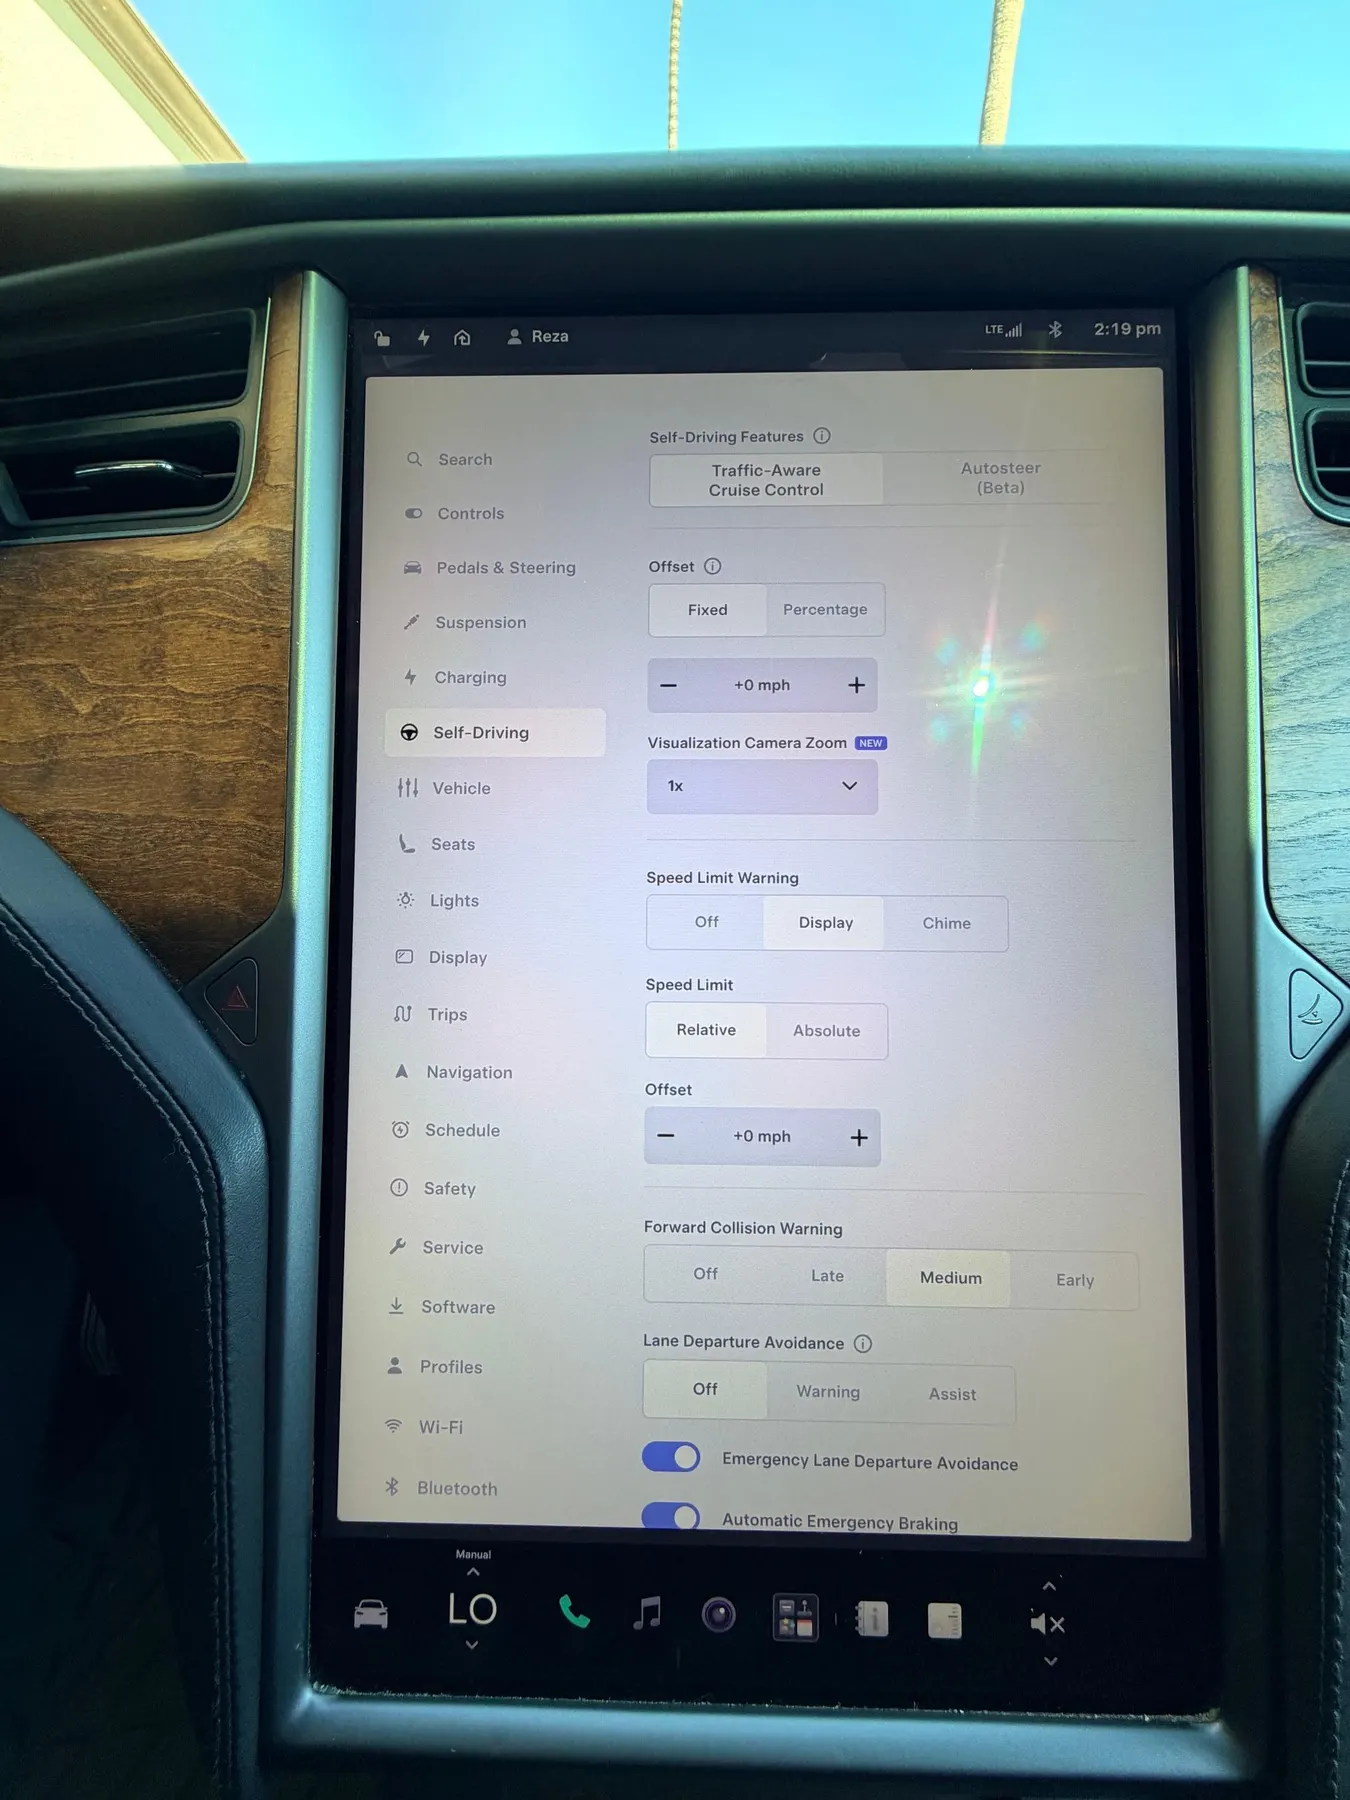 Reza
LTE
2:19 pm
Search
Controls
Pedals & Steering
Suspension
Charging
Self-Driving
Vehicle
Seats
Lights
Display
Trips
Navigation
Schedule
Safety
Service
Software
Profiles
Wi-Fi
Bluetooth
Self-Driving Features
Traffic-Aware
Cruise Control
Autosteer
(Beta)
Offset
Fixed
Percentage
+0 mph
Visualization Camera Zoom NEW
1x
Speed Limit Warning
Off
Display
Chime
Speed Limit
Relative
Absolute
Offset
+0 mph
Forward Collision Warning
Off
Late
Medium
Early
Lane Departure Avoidance
Off
Warning
Assist
Emergency Lane Departure Avoidance
Automatic Emergency Braking
Manual
LO